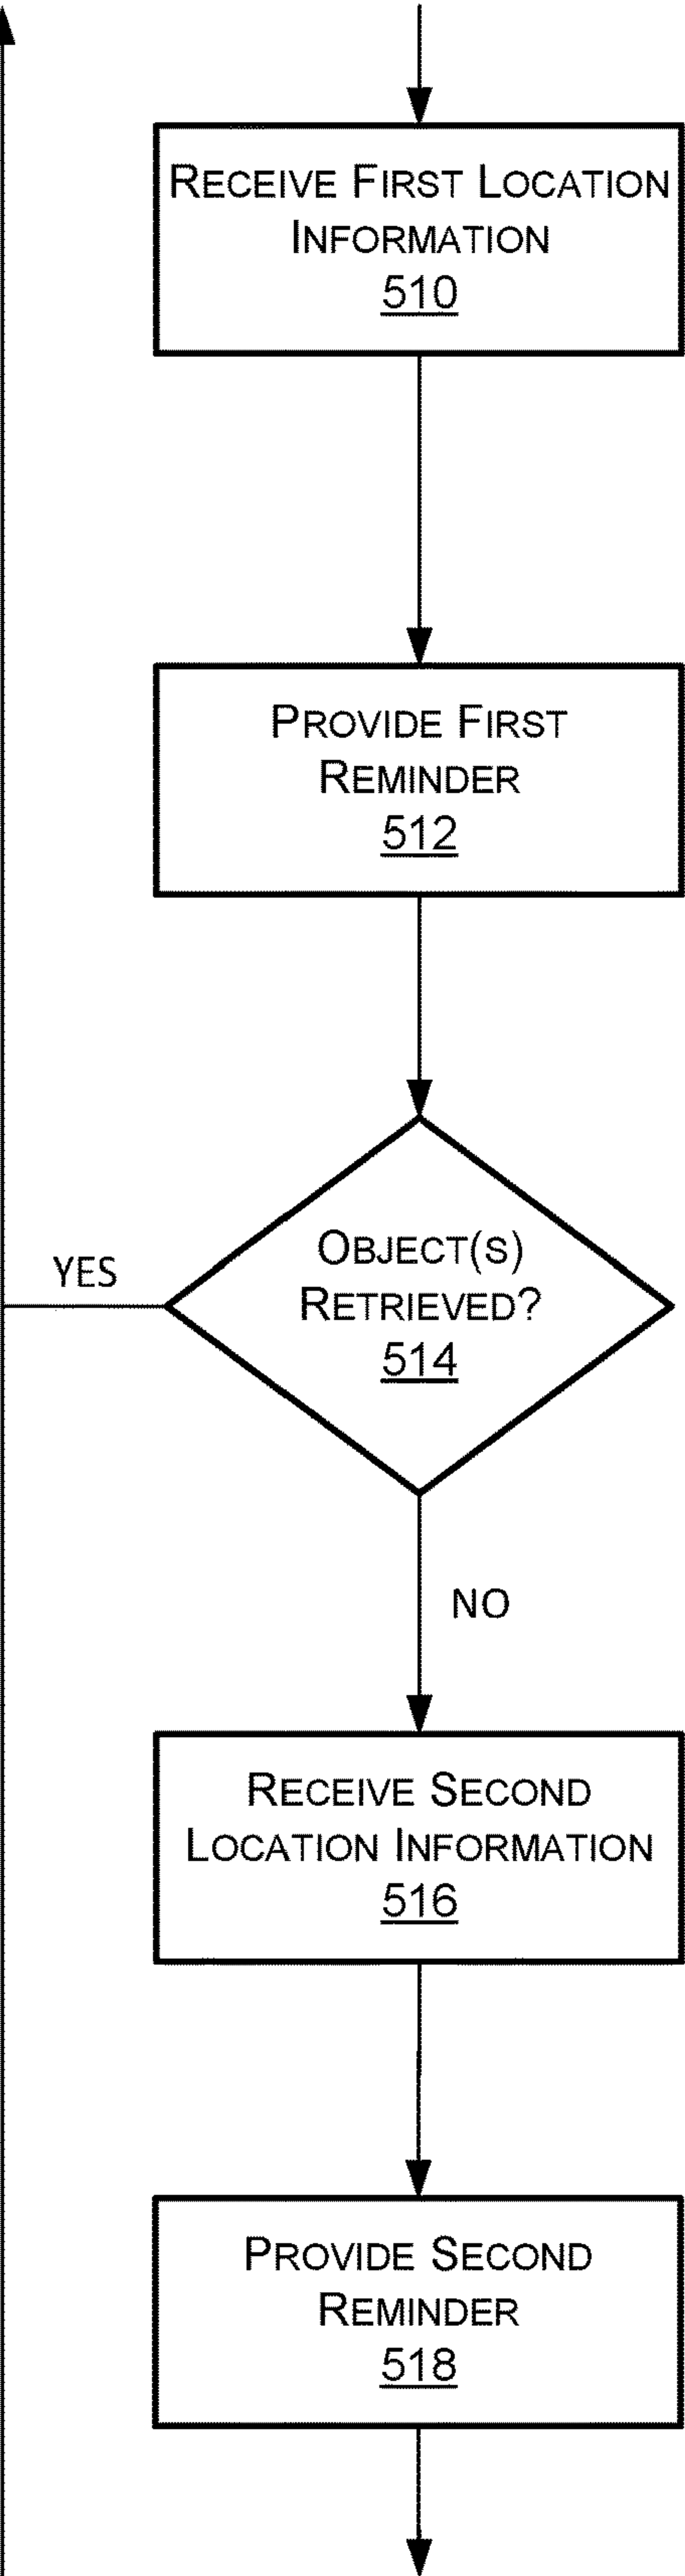 RECEIVE FIRST LOCATION
INFORMATION
510
PROVIDE FIRST
REMINDER
512
OBJECT(S)
RETRIEVED?
514
YES
NO
RECEIVE SECOND
LOCATION INFORMATION
516
PROVIDE SECOND
REMINDER
518